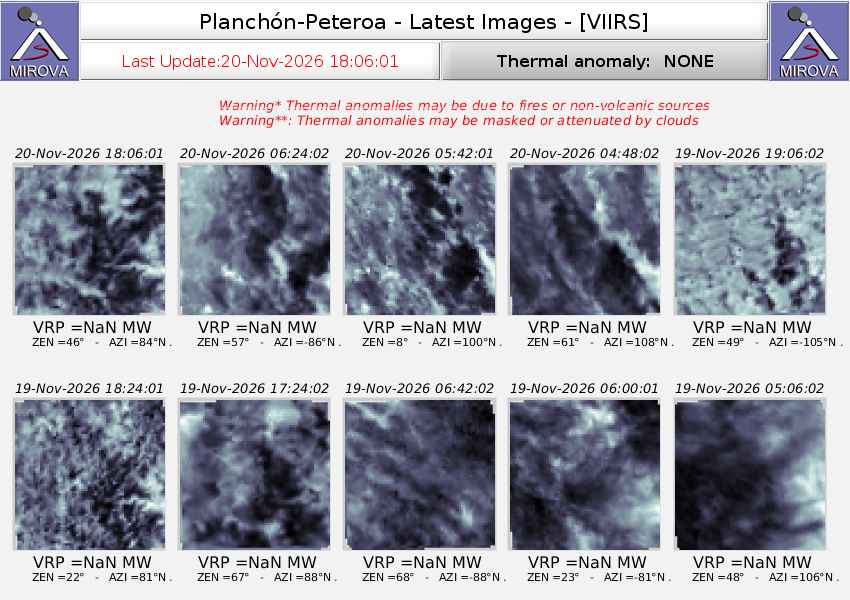 Planchón-Peteroa - Latest Images - [VIIRS]
MIROVA
Last Update:20-Nov-2026 18:06:01
Thermal anomaly: NONE
MIROVA
Warning* Thermal anomalies may be due to fires or non-volcanic sources
Warning**: Thermal anomalies may be masked or attenuated by clouds
20-Nov-2026 18:06:01 20-Nov-2026 06:24:02 20-Nov-2026 05:42:01 20-Nov-2026 04:48:02 19-Nov-2026 19:06:02
VRP =NaN MW VRP =NaN MW VRP =NaN MW VRP =NaN MW VRP =NaN MW
ZEN =46° - AZI =84°N . ZEN =57° - AZI =-86°N . ZEN =8° - AZI =100°N . ZEN =61° - AZI =108°N . ZEN =49° - AZI =-105°N .
19-Nov-2026 18:24:01 19-Nov-2026 17:24:02 19-Nov-2026 06:42:02 19-Nov-2026 06:00:01 19-Nov-2026 05:06:02
VRP =NaN MW VRP =NaN MW VRP =NaN MW VRP =NaN MW VRP =NaN MW
ZEN =22° - AZI =81°N . ZEN =67° - AZI =88°N . ZEN =68° - AZI =-88°N . ZEN =23° - AZI =-81°N . ZEN =48° - AZI =106°N .